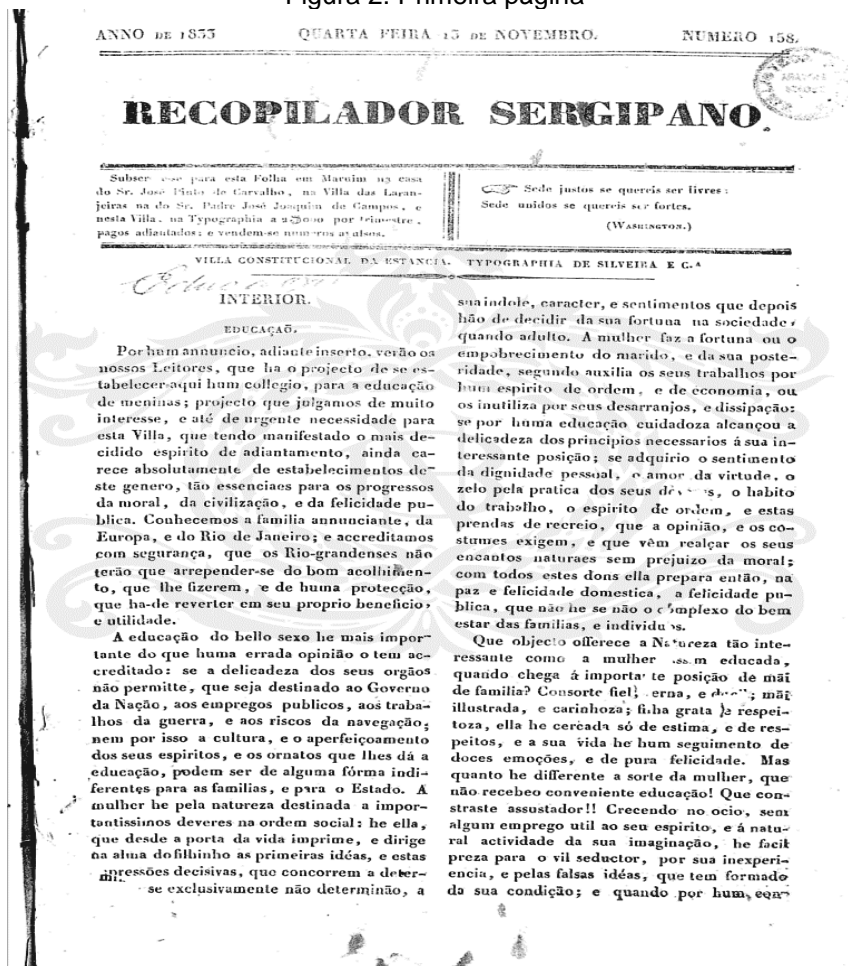 Figura 2. Primeira página
ANNO DE 1833 QUARTA FEIRA 13 DE NOVEMBRO. NUMERO 158.
RECOPILADOR SERGIPANO.
Subscr para esta Folha em Maruim na casa
do Sr. José Pinto de Carvalho, na Villa das Laran-
jeiras na do Sr. Padre José Joaquim de Campos, e
nesta Villa, na Typographia a por trimestre,
pagos adiantados; e vendem-se avulsos.
Sede justos se quereis ser livres:
Sede unidos se quereis ser fortes.
(WASHINGTON.)
VILLA CONSTITUCIONAL DA ESTANCIA. TYPOGRAPHIA DE SILVEIRA E C.ª
INTERIOR.
EDUCAÇAÕ.
Por hum annuncio, adiante inserto, verão os
nossos Leitores, que ha o projecto de se es-
tabelecer aqui hum collegio, para a educação
de meninas; projecto que julgamos de muito
interesse, e até de urgente necessidade para
esta Villa, que tendo manifestado o mais de-
cidido espirito de adiantamento, ainda ca-
rece absolutamente de estabelecimentos de-
ste genero, tão essenciaes para os progressos
da moral, da civilização, e da felicidade pu-
blica. Conhecemos a familia annunciante, da
Europa, e do Rio de Janeiro; e accreditamos
com segurança, que os Rio-grandenses não
terão que arrepender-se do bom acolhimen-
to, que lhe fizerem, e de huma protecção,
que ha-de reverter em seu proprio beneficio,
e utilidade.
A educação do bello sexo he mais impor-
tante do que huma errada opinião o tem ac-
creditado: se a delicadeza dos seus orgãos
não permitte, que seja destinado ao Governo
da Nação, aos empregos publicos, aos traba-
lhos da guerra, e aos riscos da navegação;
nem por isso a cultura, e o aperfeiçoamento
dos seus espiritos, e os ornatos que lhes dá a
educação, podem ser de alguma fórma indi-
ferentes para as familias, e para o Estado. A
mulher he pela natureza destinada a impor-
tantissimos deveres na ordem social: he ella,
que desde a porta da vida imprime, e dirige
na alma do filhinho as primeiras idéas, e estas
impressões decisivas, que concorrem a deter-
se exclusivamente não determinão, a
sua indole, caracter, e sentimentos que depois
hão de decidir da sua fortuna na sociedade,
quando adulto. A mulher faz a fortuna ou o
empobrecimento do marido, e da sua poste-
ridade, segundo auxilia os seus trabalhos por
hum espirito de ordem, e de economia, ou
os inutiliza por seus desarranjos, e dissipação:
se por huma educação cuidadoza alcançou a
delicadeza dos principios necessarios á sua in-
teressante posição; se adquirio o sentimento
da dignidade pessoal, o amor da virtude, o
zelo pela pratica dos seus , o habito
do trabalho, o espirito de ordem, e estas
prendas de recreio, que a opinião, e os co-
stumes exigem, e que vêm realçar os seus
encantos naturaes sem prejuizo da moral;
com todos estes dons ella prepara então, na
paz e felicidade domestica, a felicidade pu-
blica, que não he se não o complexo do bem
estar das familias, e individuos.
Que objecto offerece a Natureza tão inte-
ressante como a mulher assim educada,
quando chega á importante posição de mãi
de familia? Consorte fiel, terna, e ; mãi
illustrada, e carinhoza; filha grata e respei-
toza, ella he cercada só de estima, e de res-
peitos, e a sua vida he hum seguimento de
doces emoções, e de pura felicidade. Mas
quanto he differente a sorte da mulher, que
não recebeo conveniente educação! Que con-
straste assustador!! Crecendo no ocio, sem
algum emprego util ao seu espirito, e á natu-
ral actividade da sua imaginação, he facil
preza para o vil seductor, por sua inexperi-
encia, e pelas falsas idéas, que tem formado
da sua condição; e quando por hum, con-